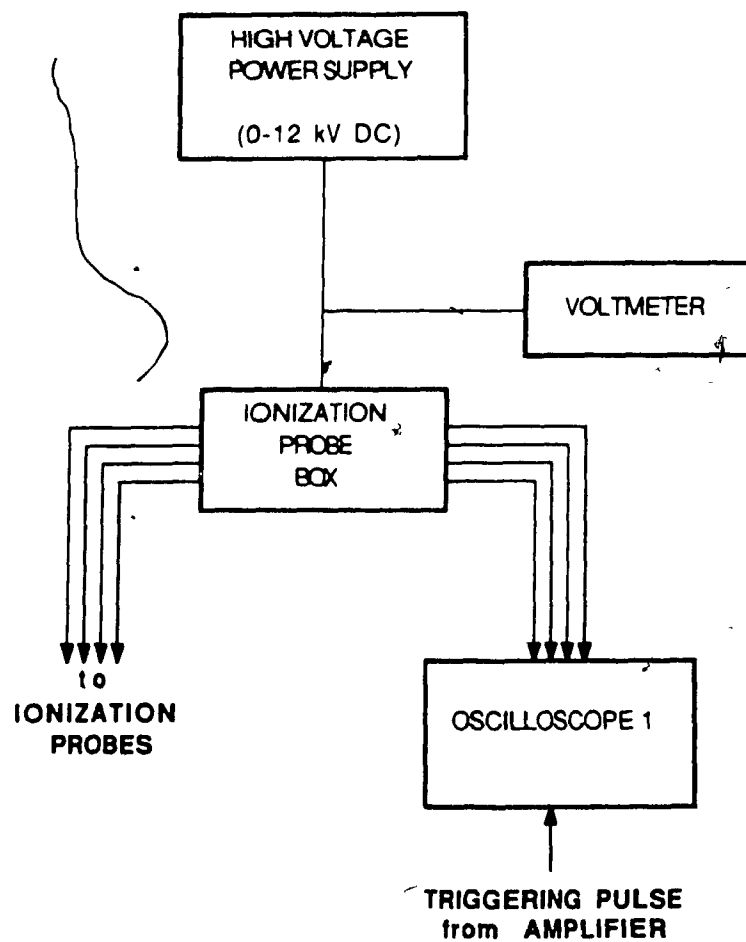 HIGH VOLTAGE
POWER SUPPLY
(0-12 kV DC)
VOLTMETER
IONIZATION
PROBE
BOX
to
IONIZATION
PROBES
OSCILLOSCOPE 1
TRIGGERING PULSE
from AMPLIFIER